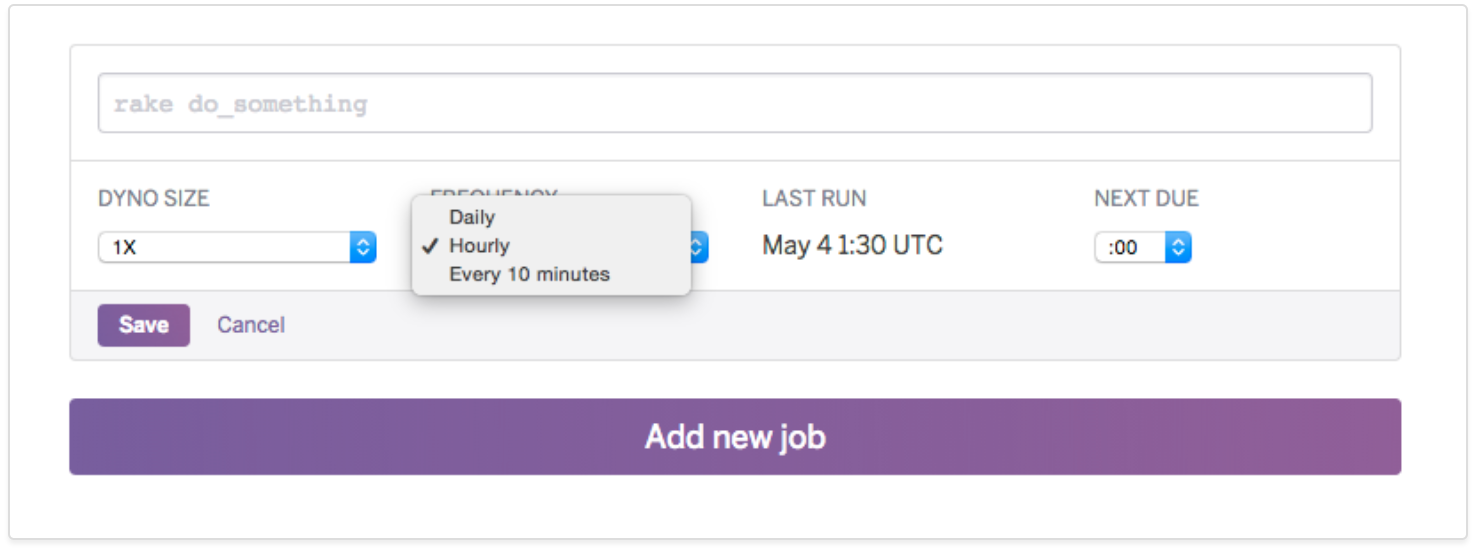 rake do_something
DYNO SIZE
FREQUENCY
LAST RUN
NEXT DUE
1X
Daily
Hourly
Every 10 minutes
May 4 1:30 UTC
:00
Save
Cancel
Add new job